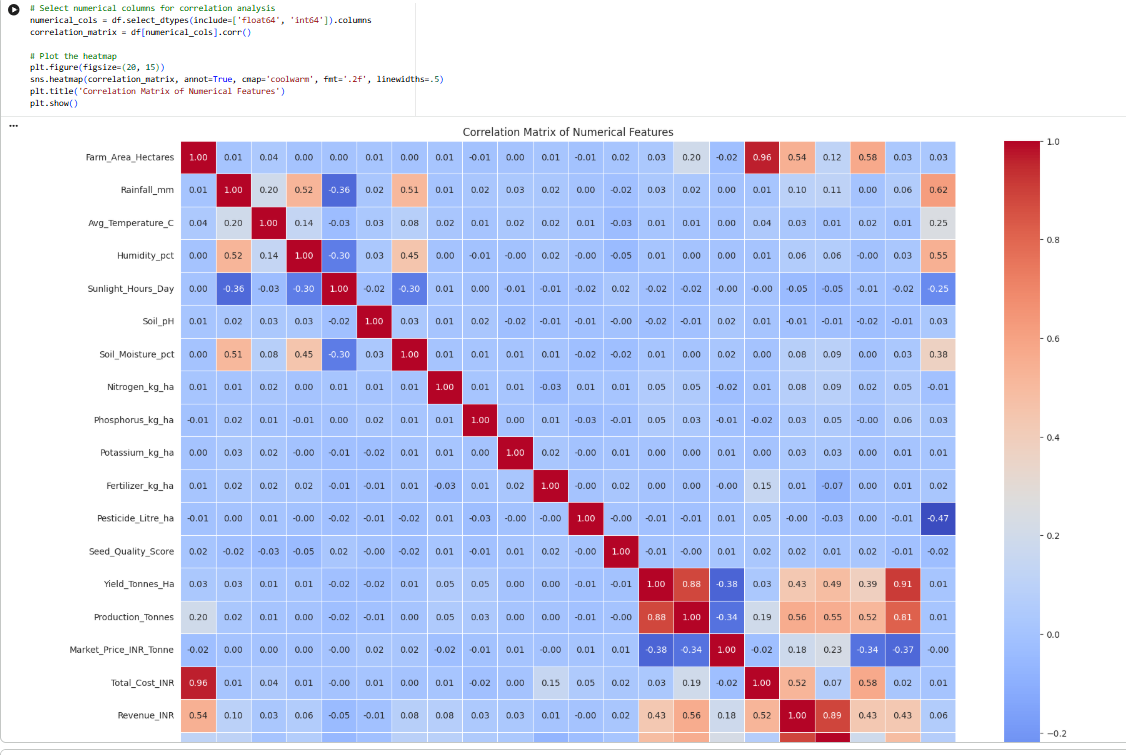 # Select numerical columns for correlation analysis
numerical_cols = df.select_dtypes(include=['float64', 'int64']).columns
correlation_matrix = df[numerical_cols].corr()
# Plot the heatmap
plt.figure(figsize=(20, 15))
sns.heatmap(correlation_matrix, annot=True, cmap='coolwarm', fmt='.2f', linewidths=.5)
plt.title('Correlation Matrix of Numerical Features')
plt.show()
...
Correlation Matrix of Numerical Features
Farm_Area_Hectares 1.00 0.01 0.04 0.00 0.00 0.01 0.00 0.01 -0.01 0.00 0.01 -0.01 0.02 0.03 0.20 -0.02 0.96 0.54 0.12 0.58 0.03 0.03
Rainfall_mm 0.01 1.00 0.20 0.52 -0.36 0.02 0.51 0.01 0.02 0.03 0.02 0.00 -0.02 0.03 0.02 0.00 0.01 0.10 0.11 0.00 0.06 0.62
Avg_Temperature_C 0.04 0.20 1.00 0.14 -0.03 0.03 0.08 0.02 0.01 0.02 0.02 0.01 -0.03 0.01 0.01 0.00 0.04 0.03 0.01 0.02 0.01 0.25
Humidity_pct 0.00 0.52 0.14 1.00 -0.30 0.03 0.45 0.00 -0.01 -0.00 0.02 -0.00 -0.05 0.01 0.00 0.00 0.01 0.06 0.06 -0.00 0.03 0.55
Sunlight_Hours_Day 0.00 -0.36 -0.03 -0.30 1.00 -0.02 -0.30 0.01 0.00 -0.01 -0.01 -0.02 0.02 -0.02 -0.02 -0.00 -0.00 -0.05 -0.05 -0.01 -0.02 -0.25
Soil_pH 0.01 0.02 0.03 0.03 -0.02 1.00 0.03 0.01 0.02 -0.02 -0.01 -0.01 -0.00 -0.02 -0.01 0.02 0.01 -0.01 -0.01 -0.02 -0.01 0.03
Soil_Moisture_pct 0.00 0.51 0.08 0.45 -0.30 0.03 1.00 0.01 0.01 0.01 0.01 -0.02 -0.02 0.01 0.00 0.02 0.00 0.08 0.09 0.00 0.03 0.38
Nitrogen_kg_ha 0.01 0.01 0.02 0.00 0.01 0.01 0.01 1.00 0.01 0.01 -0.03 0.01 0.01 0.05 0.05 -0.02 0.01 0.08 0.09 0.02 0.05 -0.01
Phosphorus_kg_ha -0.01 0.02 0.01 -0.01 0.00 0.02 0.01 0.01 1.00 0.00 0.01 -0.03 -0.01 0.05 0.03 -0.01 -0.02 0.03 0.05 -0.00 0.06 0.03
Potassium_kg_ha 0.00 0.03 0.02 -0.00 -0.01 -0.02 0.01 0.01 0.00 1.00 0.02 -0.00 0.01 0.00 0.00 0.01 0.00 0.03 0.03 0.01 0.01 0.01
Fertilizer_kg_ha 0.01 0.02 0.02 0.02 -0.01 -0.01 0.01 -0.03 0.01 0.02 1.00 -0.00 0.02 0.00 0.00 -0.00 0.15 0.01 -0.07 0.00 0.01 0.02
Pesticide_Litre_ha -0.01 0.00 0.01 -0.00 -0.02 -0.01 -0.02 0.01 -0.03 -0.00 -0.00 1.00 -0.00 -0.01 -0.01 0.01 0.05 -0.00 -0.03 0.00 -0.01 -0.47
Seed_Quality_Score 0.02 -0.02 -0.03 -0.05 0.02 -0.00 -0.02 0.01 -0.01 0.01 0.02 -0.00 1.00 -0.01 -0.00 0.01 0.02 0.02 0.01 0.02 -0.01 -0.02
Yield_Tonnes_Ha 0.03 0.03 0.01 0.01 -0.02 -0.02 0.01 0.05 0.05 0.00 0.00 -0.01 -0.01 1.00 0.88 -0.38 0.03 0.43 0.49 0.39 0.91 0.01
Production_Tonnes 0.20 0.02 0.01 0.00 -0.02 -0.01 0.00 0.05 0.03 0.00 0.00 -0.01 -0.00 0.88 1.00 -0.34 0.19 0.56 0.55 0.52 0.81 0.01
Market_Price_INR_Tonne -0.02 0.00 0.00 0.00 -0.00 0.02 0.02 -0.02 -0.01 0.01 -0.00 0.01 0.01 -0.38 -0.34 1.00 -0.02 0.18 0.23 -0.34 -0.37 -0.00
Total_Cost_INR 0.96 0.01 0.04 0.01 -0.00 0.01 0.00 0.01 -0.02 0.00 0.15 0.05 0.02 0.03 0.19 -0.02 1.00 0.52 0.07 0.58 0.02 0.01
Revenue_INR 0.54 0.10 0.03 0.06 -0.05 -0.01 0.08 0.08 0.03 0.03 0.01 -0.00 0.02 0.43 0.56 0.18 0.52 1.00 0.89 0.43 0.43 0.06
1.0
0.8
0.6
0.4
0.2
0.0
−0.2